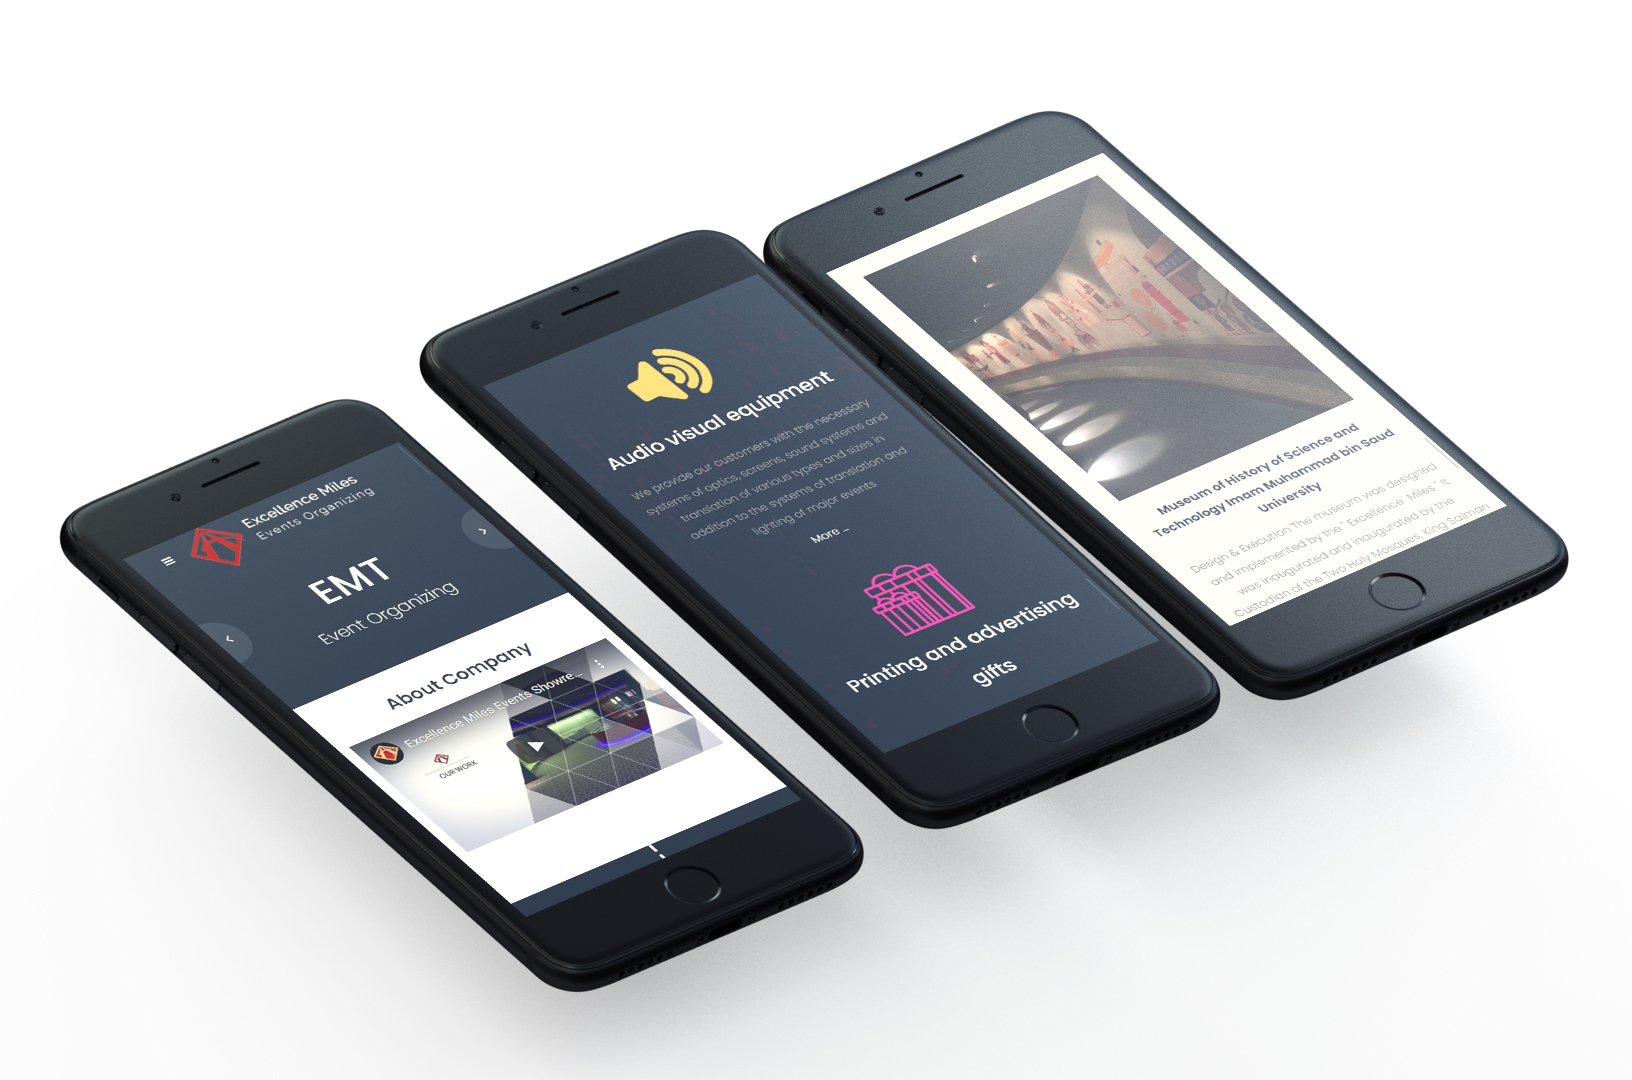 Excellence Miles
Events Organizing
EMT
Event Organizing
About Company
Excellence Miles Events Showre...
OUR WORK
Audio visual equipment
We provide our customers with the necessary
systems of optics, screens, sound systems and
translation of various types and sizes in
addition to the systems of translation and
lighting of major events
More
Printing and advertising
gifts
Museum of History of Science and
Technology Imam Muhammad bin Saud
University
Design & Execution The museum was designed
and implemented by the " Excellence Miles " It
was inaugurated and inaugurated by the
Custodian of the Two Holy Mosques, King Salman